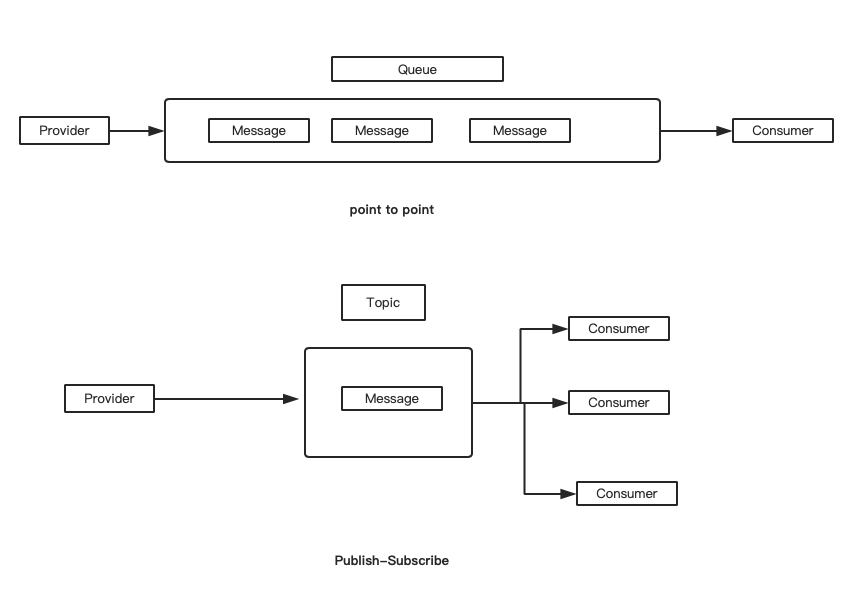 Queue
Provider
Message
Message
Message
Consumer
point to point
Topic
Consumer
Provider
Message
Consumer
Consumer
Publish-Subscribe